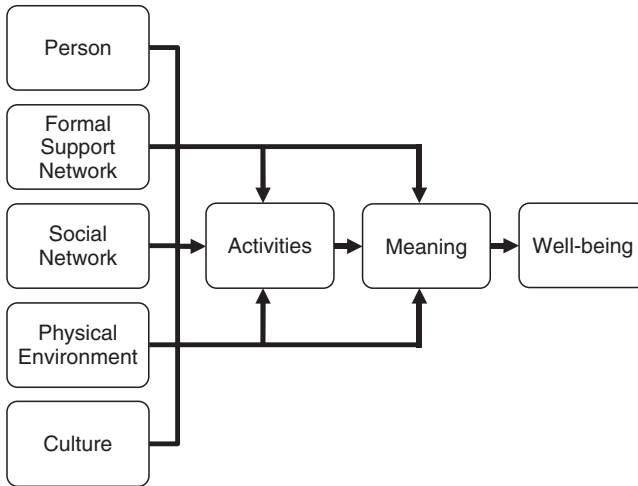 Person
Formal
Support
Network
Social
Network
Activities
Meaning
Well-being
Physical
Environment
Culture